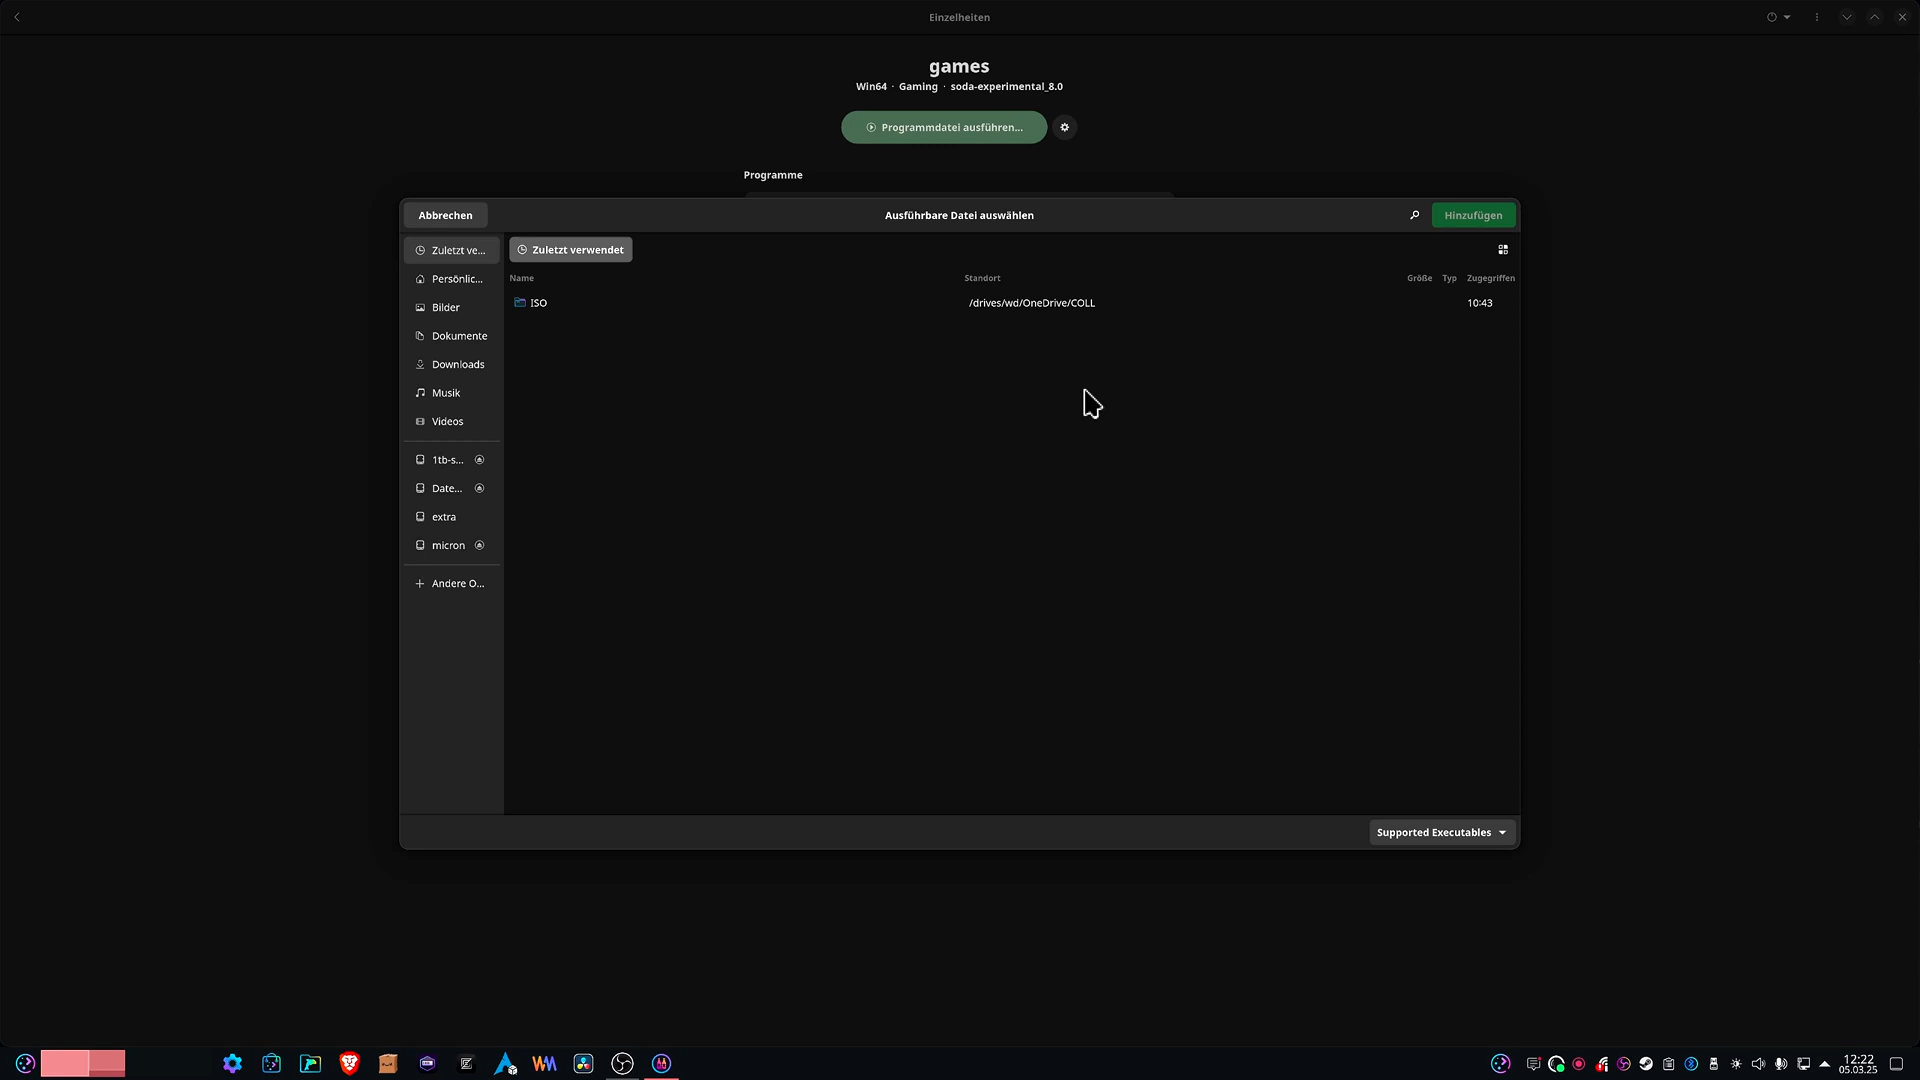 Einzelheiten
games
Win64 · Gaming · soda-experimental_8.0
Programmdatei ausführen...
Programme
Abbrechen
Ausführbare Datei auswählen
Hinzufügen
Zuletzt ve...
Zuletzt verwendet
Persönlic...
Bilder
Dokumente
Downloads
Musik
Videos
1tb-s...
Date...
extra
micron
Andere O...
Name Standort Größe Typ Zugegriffen
ISO /drives/wd/OneDrive/COLL 10:43
Supported Executables
12:22
05.03.25